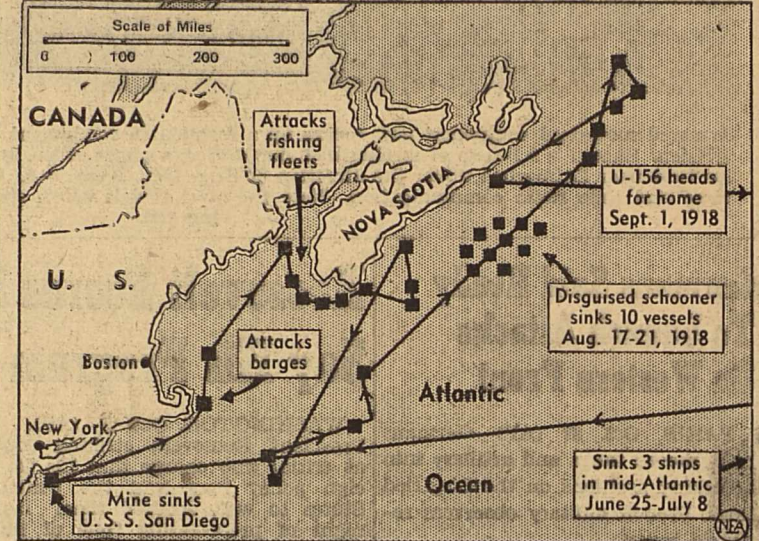 Scale of Miles
0 100 200 300
CANADA
Attacks
fishing
fleets
NOVA SCOTIA
U-156 heads
for home
Sept. 1, 1918
U. S.
Disguised schooner
sinks 10 vessels
Aug. 17-21, 1918
Attacks
barges
Boston
Atlantic
New York
Ocean
Sinks 3 ships
in mid-Atlantic
June 25-July 8
Mine sinks
U. S. S. San Diego
NEA